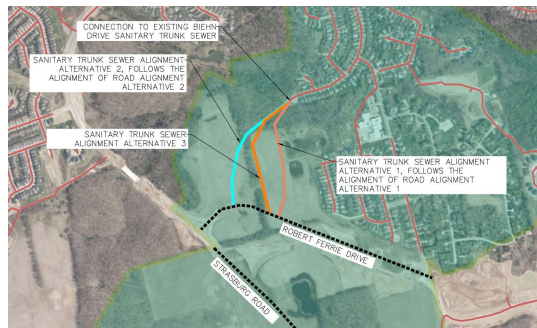 CONNECTION TO EXISTING BIEHN
DRIVE SANITARY TRUNK SEWER
SANITARY TRUNK SEWER ALIGNMENT
ALTERNATIVE 2, FOLLOWS THE
ALIGNMENT OF ROAD ALIGNMENT
ALTERNATIVE 2
SANITARY TRUNK SEWER
ALIGNMENT ALTERNATIVE 3
SANITARY TRUNK SEWER ALIGNMENT
ALTERNATIVE 1, FOLLOWS THE
ALIGNMENT OF ROAD ALIGNMENT
ALTERNATIVE 1
ROBERT FERRIE DRIVE
STRASBURG ROAD